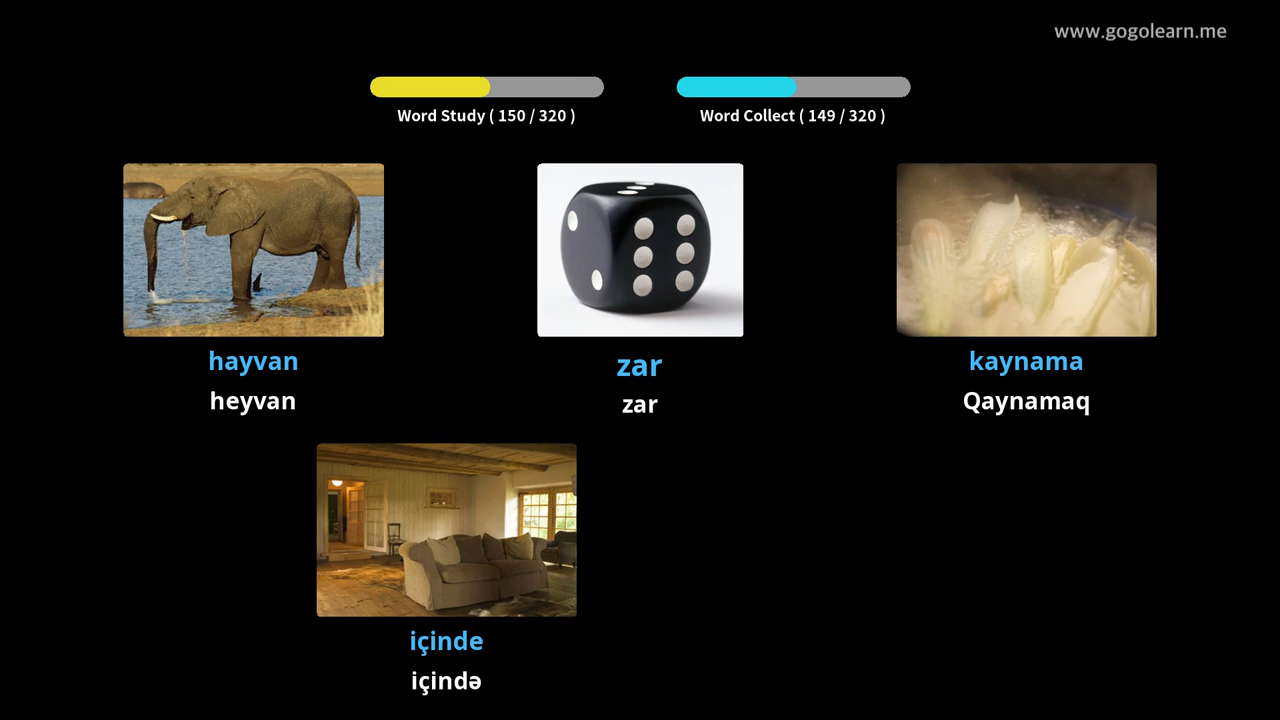 www.gogolearn.me
Word Study ( 150 / 320 )
Word Collect ( 149 / 320 )
hayvan
heyvan
zar
zar
kaynama
Qaynamaq
içinde
içində